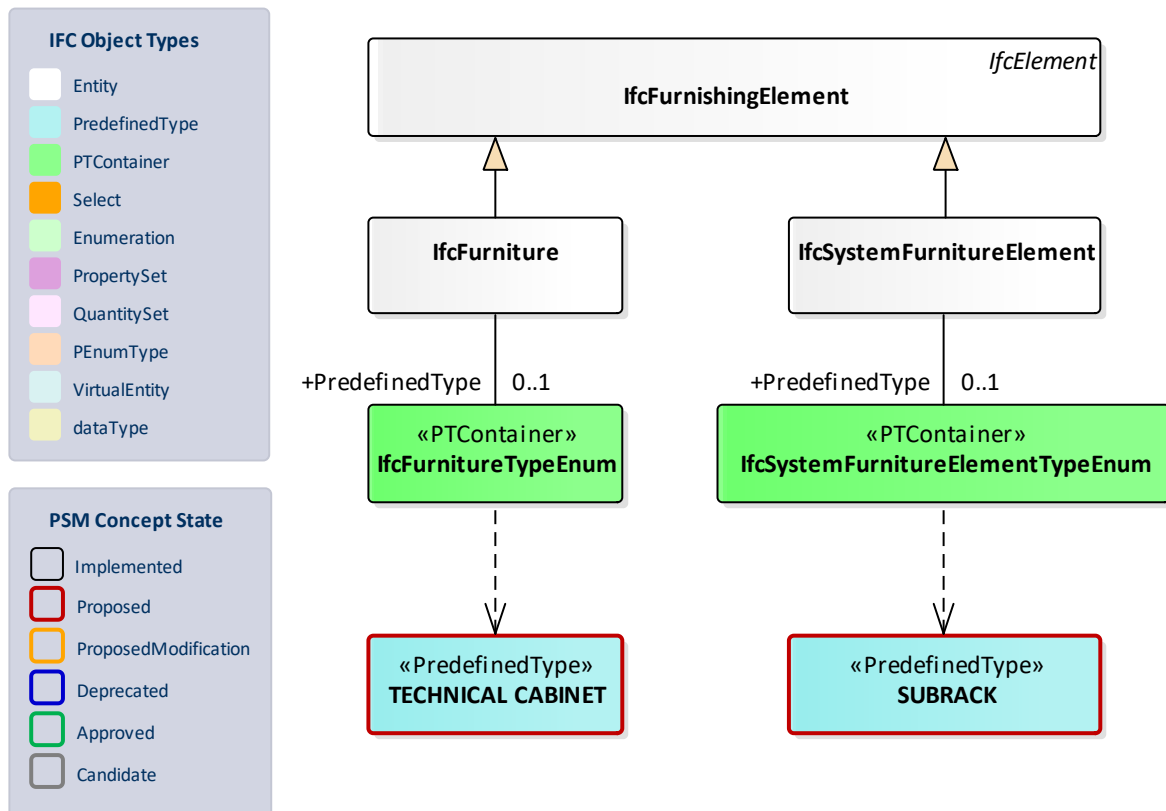 IFC Object Types
Entity
PredefinedType
PTContainer
Select
Enumeration
PropertySet
QuantitySet
PEnumType
VirtualEntity
dataType
PSM Concept State
Implemented
Proposed
ProposedModification
Deprecated
Approved
Candidate
IfcElement
IfcFurnishingElement
IfcFurniture
IfcSystemFurnitureElement
+PredefinedType 0..1
+PredefinedType 0..1
«PTContainer»
IfcFurnitureTypeEnum
«PTContainer»
IfcSystemFurnitureElementTypeEnum
«PredefinedType»
TECHNICAL CABINET
«PredefinedType»
SUBRACK